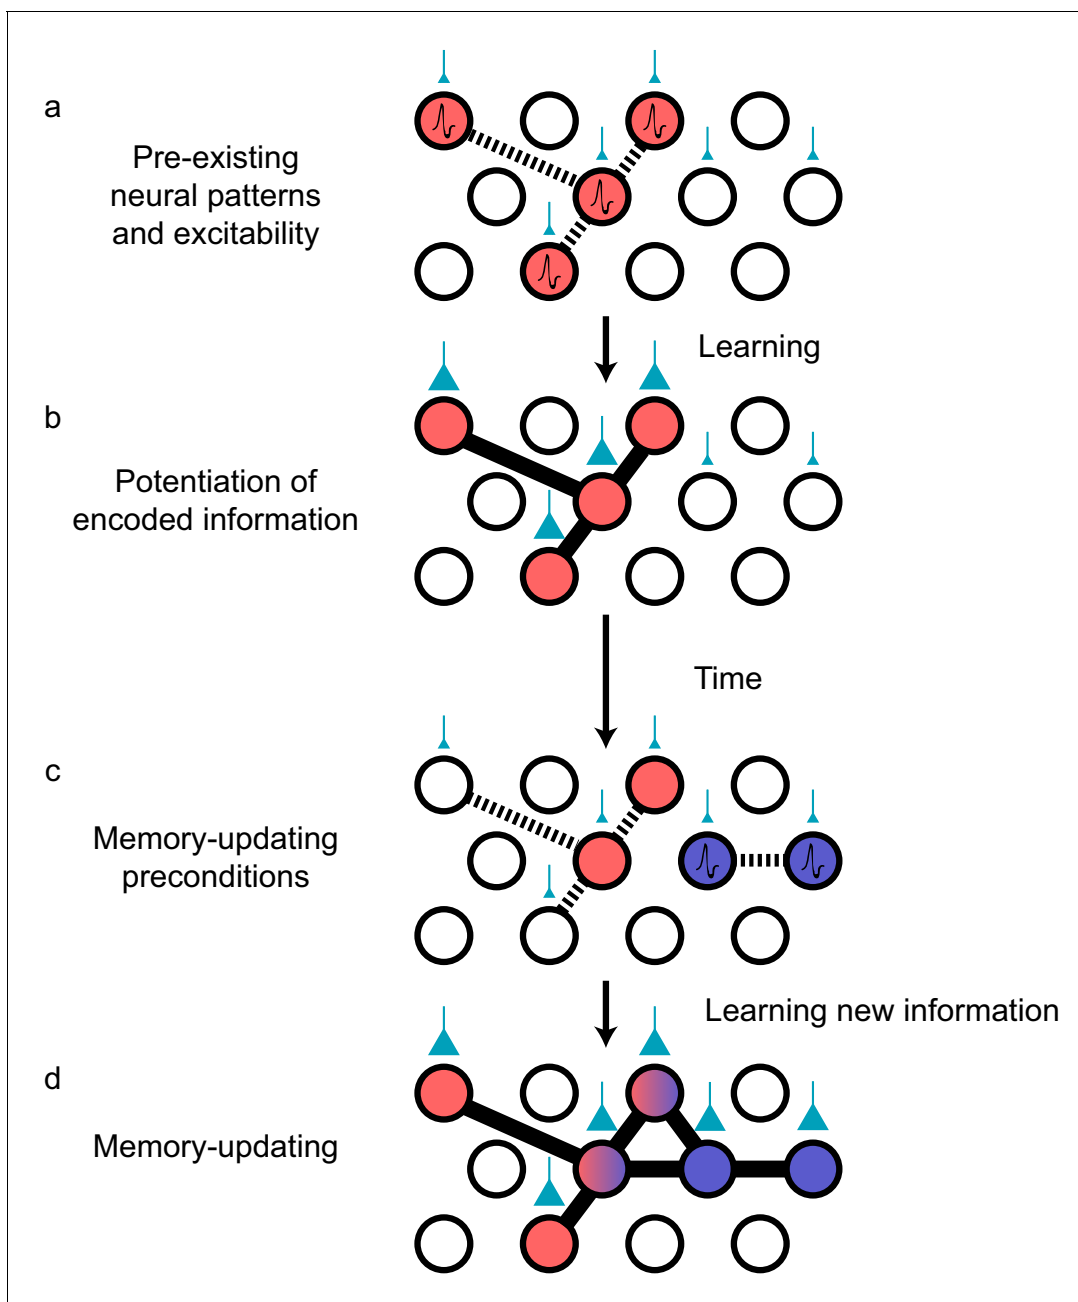 a
Pre-existing
neural patterns
and excitability
Learning
b
Potentiation of
encoded information
Time
c
Memory-updating
preconditions
Learning new information
d
Memory-updating